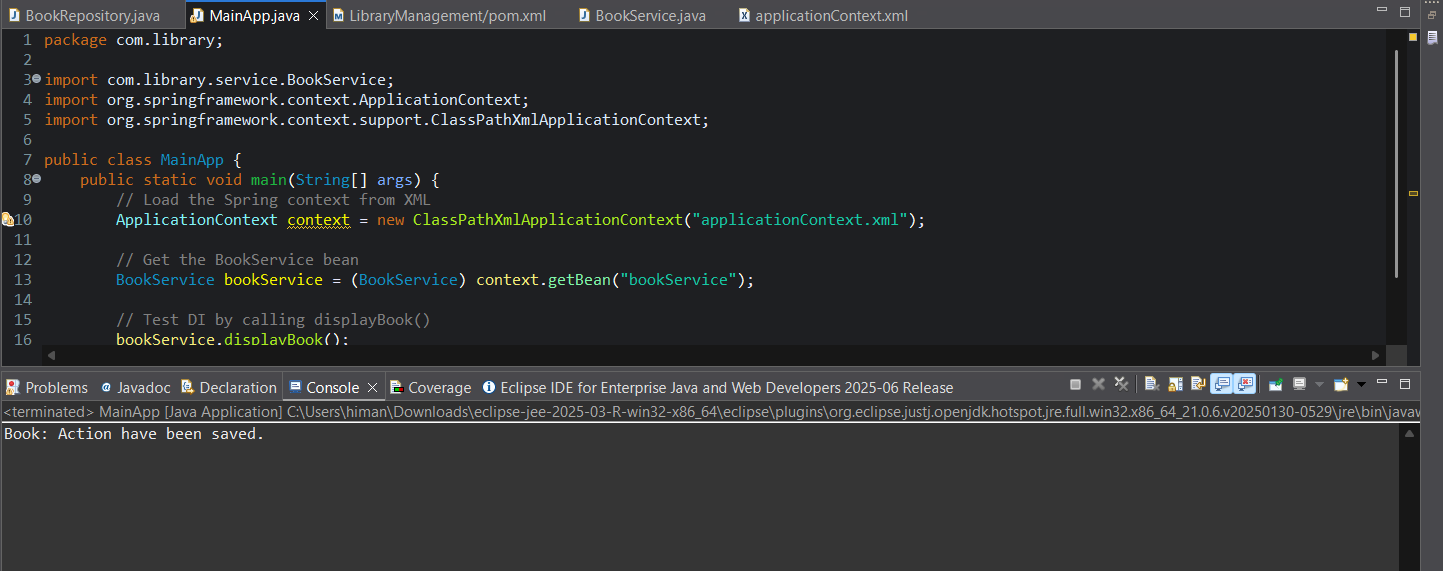 BookRepository.java MainApp.java LibraryManagement/pom.xml BookService.java applicationContext.xml
1 package com.library;
2
3 import com.library.service.BookService;
4 import org.springframework.context.ApplicationContext;
5 import org.springframework.context.support.ClassPathXmlApplicationContext;
6
7 public class MainApp {
8 public static void main(String[] args) {
9 // Load the Spring context from XML
10 ApplicationContext context = new ClassPathXmlApplicationContext("applicationContext.xml");
11
12 // Get the BookService bean
13 BookService bookService = (BookService) context.getBean("bookService");
14
15 // Test DI by calling displayBook()
16 bookService.displayBook();
Problems Javadoc Declaration Console Coverage Eclipse IDE for Enterprise Java and Web Developers 2025-06 Release
<terminated> MainApp [Java Application] C:\Users\himan\Downloads\eclipse-jee-2025-03-R-win32-x86_64\eclipse\plugins\org.eclipse.justj.openjdk.hotspot.jre.full.win32.x86_64_21.0.6.v20250130-0529\jre\bin\javaw
Book: Action have been saved.